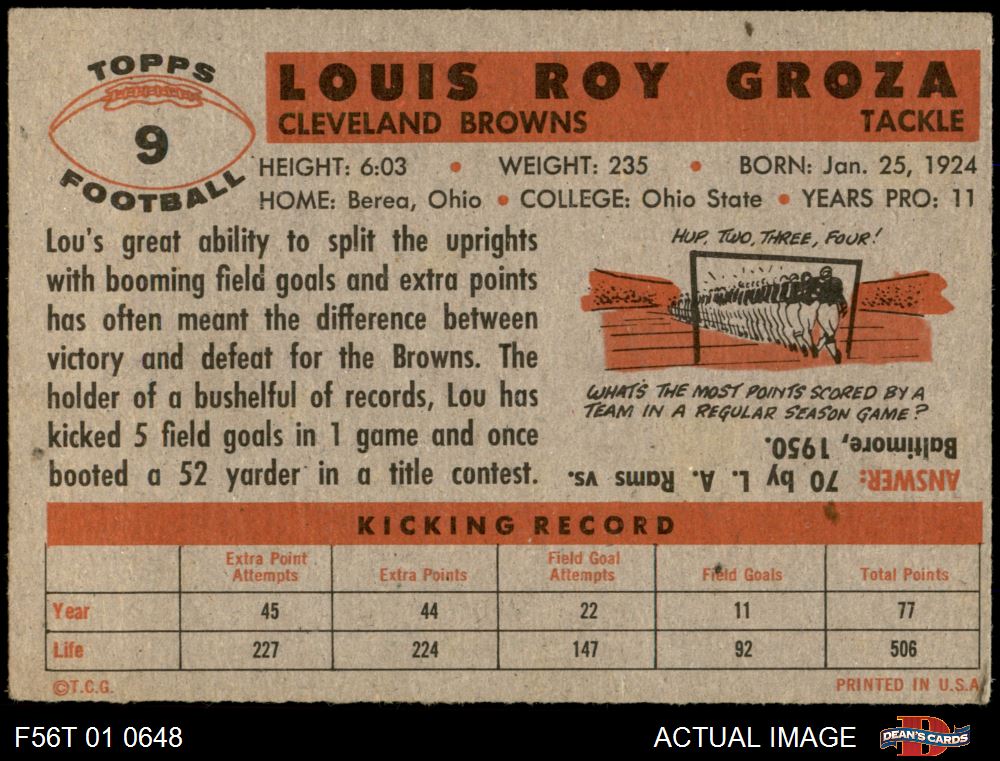 TOPPS
9
FOOTBALL
LOUIS ROY GROZA
CLEVELAND BROWNS TACKLE
HEIGHT: 6:03 • WEIGHT: 235 • BORN: Jan. 25, 1924
HOME: Berea, Ohio • COLLEGE: Ohio State • YEARS PRO: 11
Lou's great ability to split the uprights
with booming field goals and extra points
has often meant the difference between
victory and defeat for the Browns. The
holder of a bushelful of records, Lou has
kicked 5 field goals in 1 game and once
booted a 52 yarder in a title contest.
HUP, TWO, THREE, FOUR!
WHAT'S THE MOST POINTS SCORED BY A
TEAM IN A REGULAR SEASON GAME?
ANSWER: 70 by L. A. Rams vs.
Baltimore, 1950.
KICKING RECORD
Extra Point Attempts Extra Points Field Goal Attempts Field Goals Total Points
Year 45 44 22 11 77
Life 227 224 147 92 506
©T.C.G. PRINTED IN U.S.A
F56T 01 0648 ACTUAL IMAGE DEAN'S CARDS